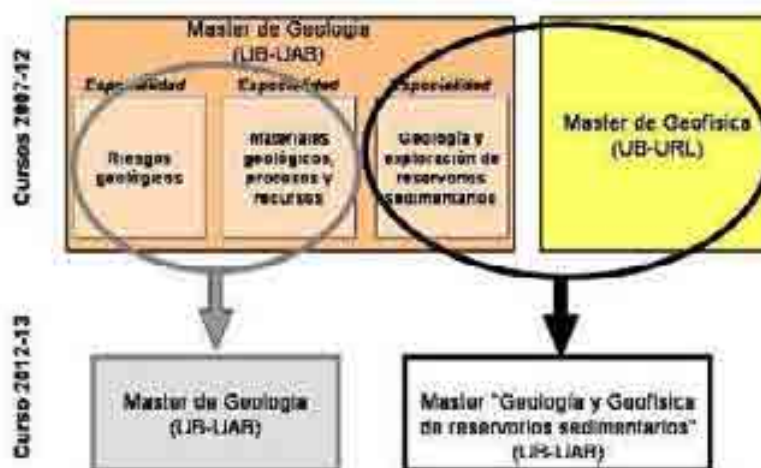 Cursos 2007-12
Master de Geología
(UB-UAB)
Especialidad
Riesgos
geológicos
Especialidad
Materiales
geológicos,
procesos y
recursos
Especialidad
Geología y
exploración de
reservorios
sedimentarios
Master de Geofísica
(UB-URL)
Curso 2012-13
Master de Geología
(UB-UAB)
Master "Geología y Geofísica
de reservorios sedimentarios"
(UB-UAB)